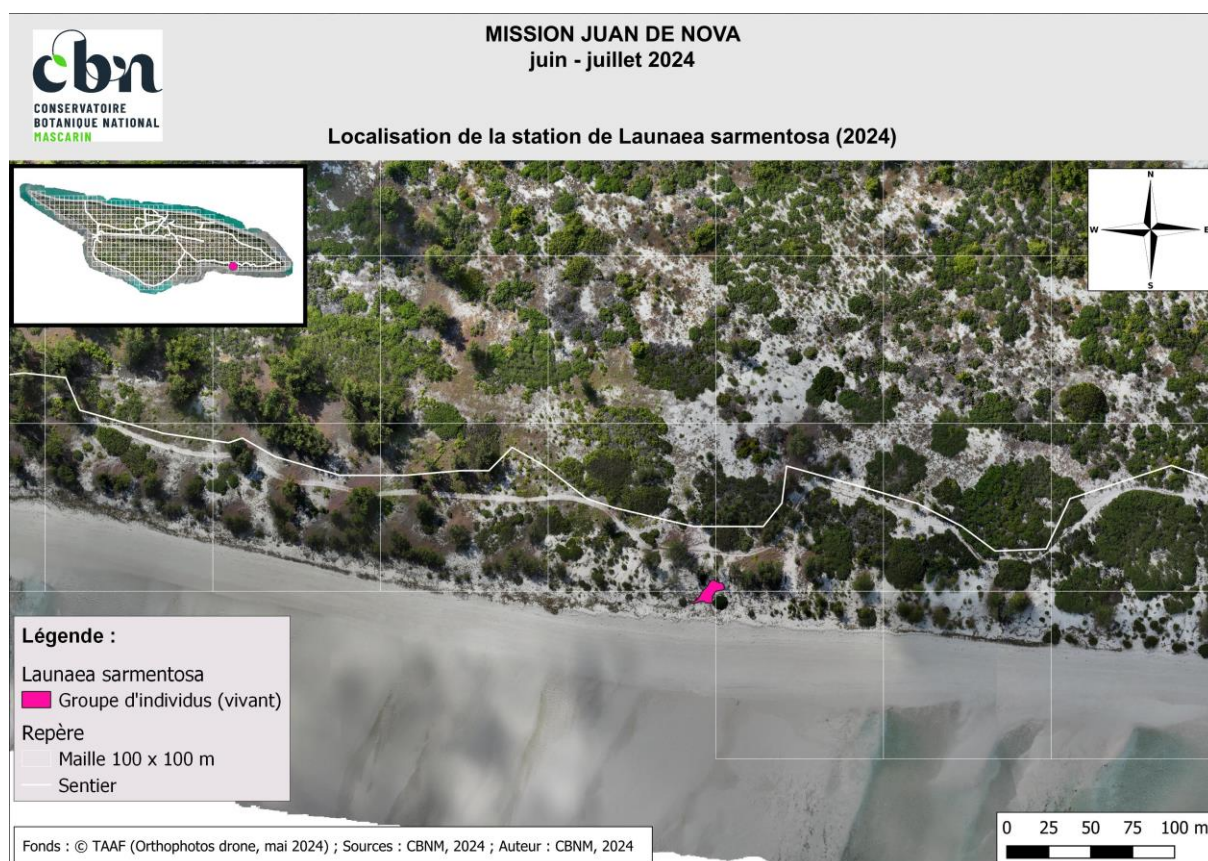 MISSION JUAN DE NOVA
juin - juillet 2024
cbn
CONSERVATOIRE
BOTANIQUE NATIONAL
MASCARIN
Localisation de la station de Launaea sarmentosa (2024)
N
W
E
S
Légende :
Launaea sarmentosa
Groupe d'individus (vivant)
Repère
Maille 100 x 100 m
Sentier
0 25 50 75 100 m
Fonds : © TAAF (Orthophotos drone, mai 2024) ; Sources : CBNM, 2024 ; Auteur : CBNM, 2024